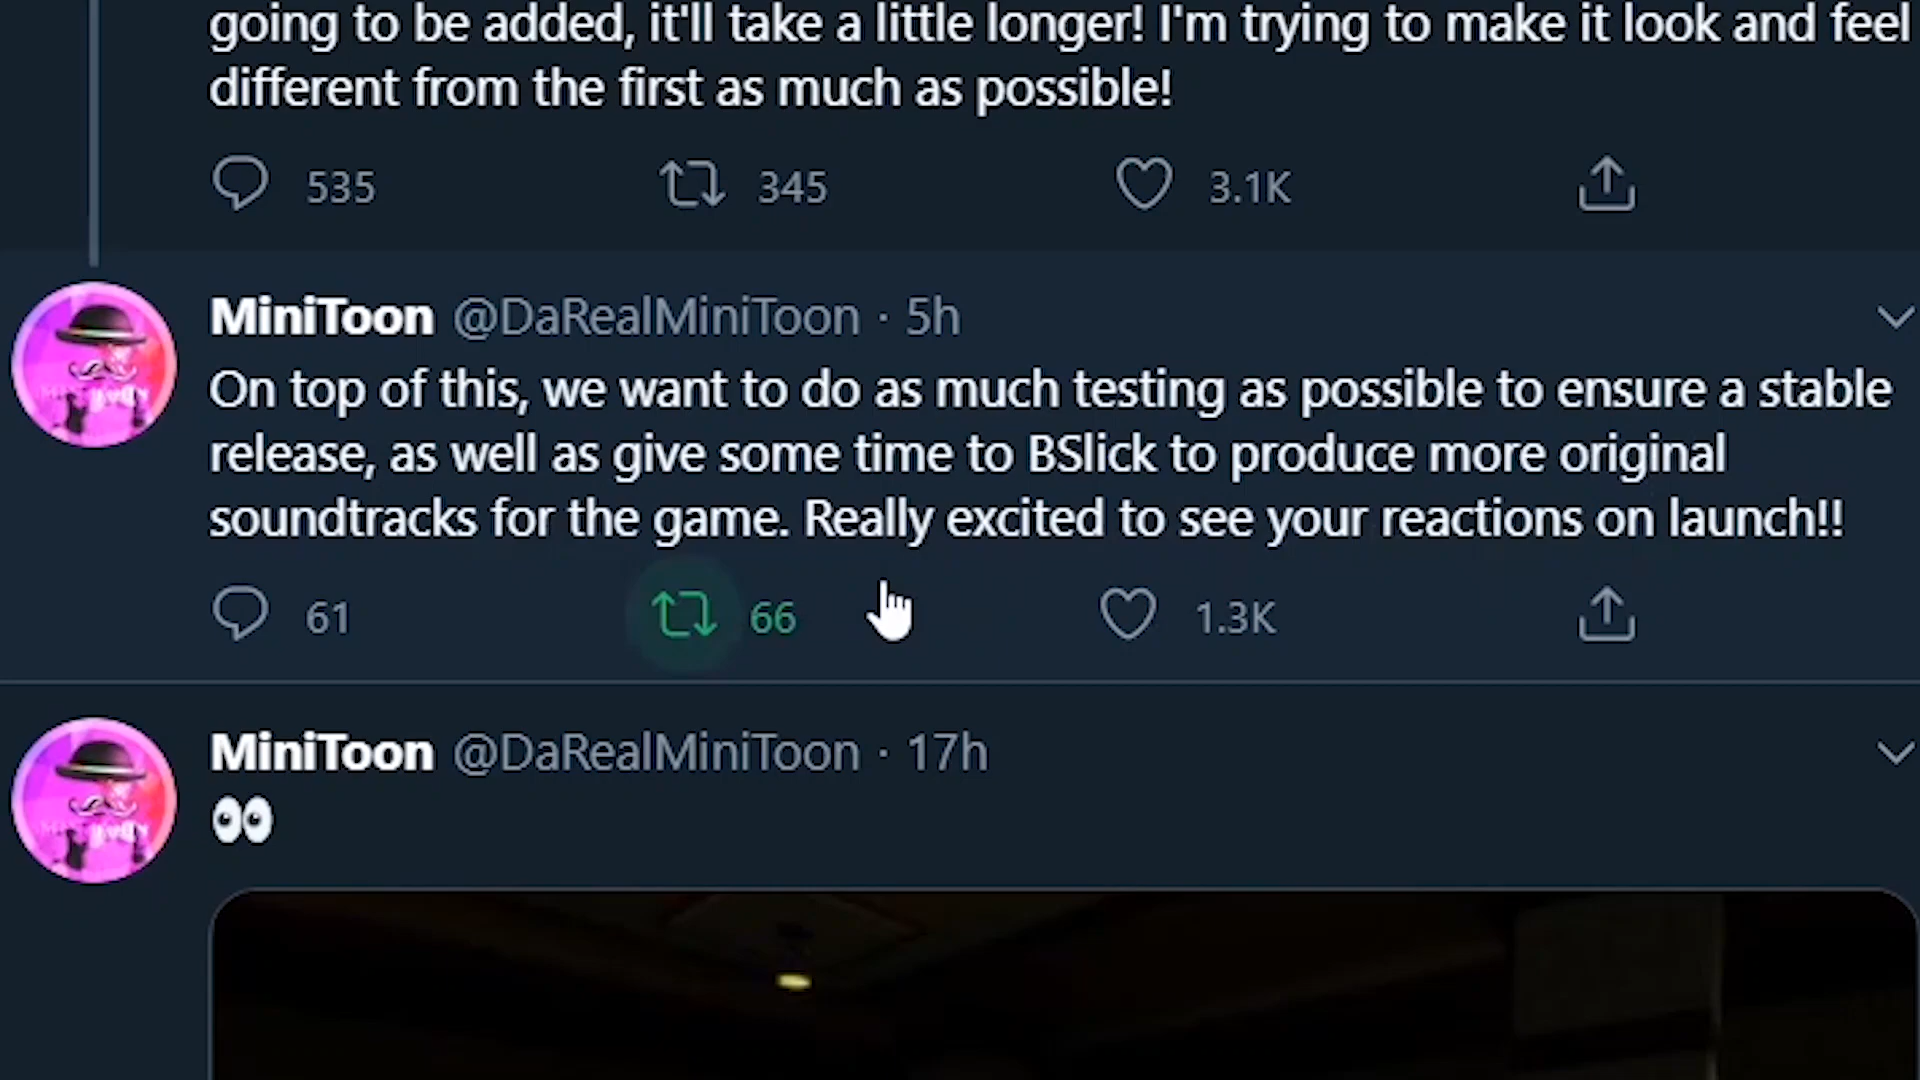 going to be added, it'll take a little longer! I'm trying to make it look and feel
different from the first as much as possible!
535 345 3.1K
MiniToon @DaRealMiniToon · 5h
On top of this, we want to do as much testing as possible to ensure a stable
release, as well as give some time to BSlick to produce more original
soundtracks for the game. Really excited to see your reactions on launch!!
61 66 1.3K
MiniToon @DaRealMiniToon · 17h
👀